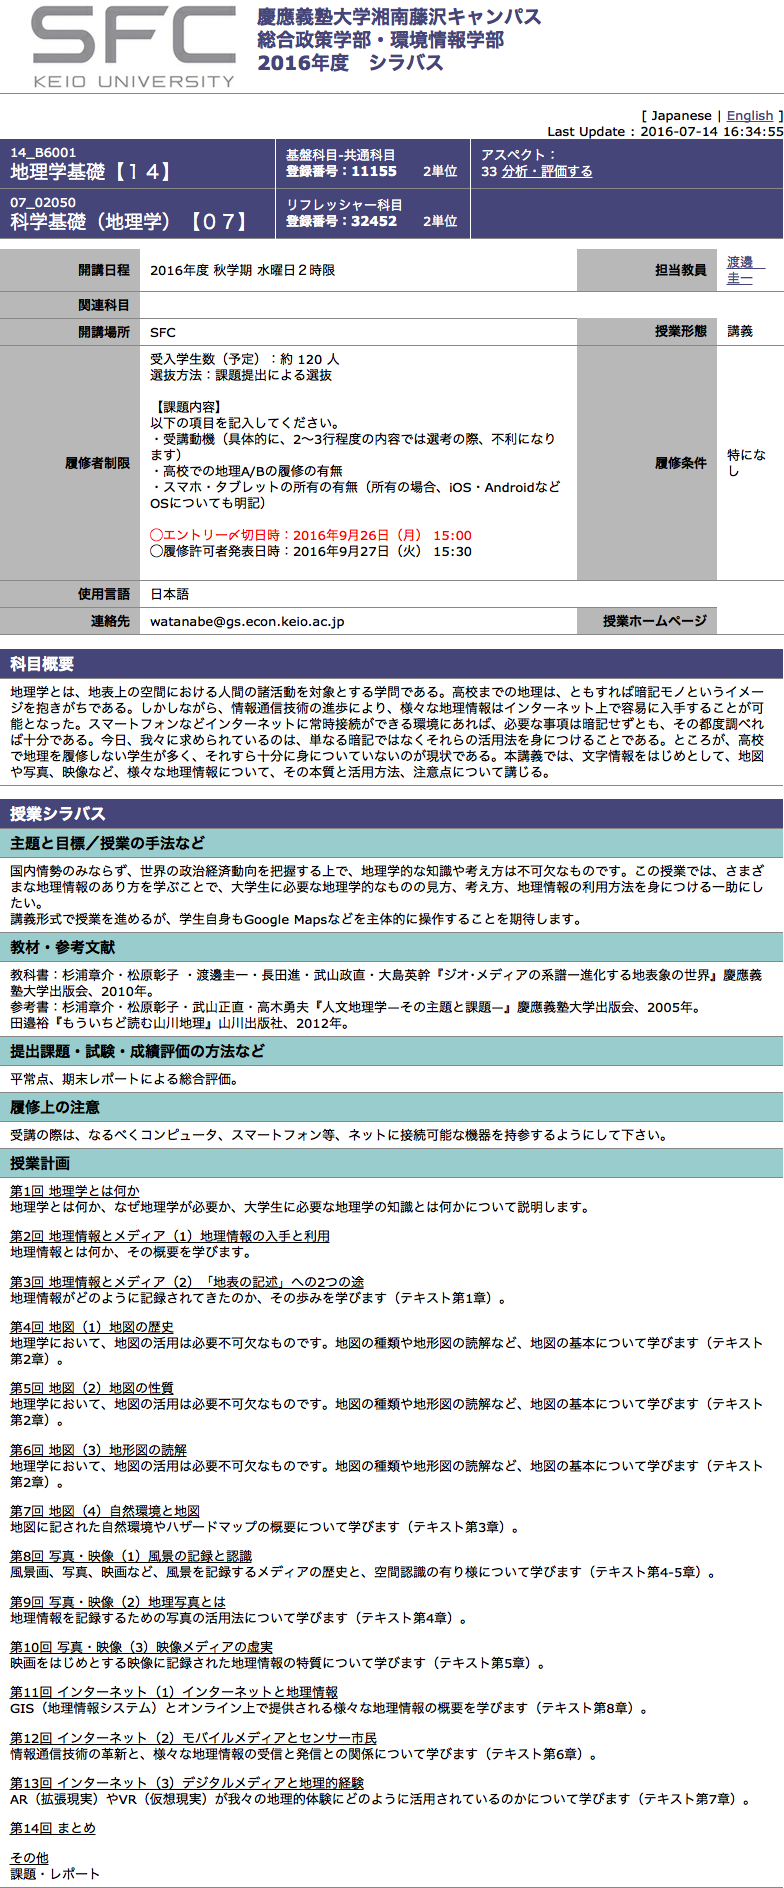 SFC
KEIO UNIVERSITY
慶應義塾大学湘南藤沢キャンパス
総合政策学部・環境情報学部
2016年度　シラバス
[ Japanese | English ]
Last Update : 2016-07-14 16:34:55
14_B6001
地理学基礎【１４】
基盤科目-共通科目
登録番号：11155　2単位
アスペクト：
33 分析・評価する
07_02050
科学基礎（地理学）【０７】
リフレッシャー科目
登録番号：32452　2単位
開講日程
2016年度 秋学期 水曜日２時限
担当教員
渡邊　
圭一
関連科目
開講場所
SFC
授業形態
講義
履修者制限
受入学生数（予定）：約 120 人
選抜方法：課題提出による選抜
【課題内容】
以下の項目を記入してください。
・受講動機（具体的に、2〜3行程度の内容では選考の際、不利になり
ます）
・高校での地理A/Bの履修の有無
・スマホ・タブレットの所有の有無（所有の場合、iOS・Androidなど
OSについても明記）
◯エントリー〆切日時：2016年9月26日（月） 15:00
◯履修許可者発表日時：2016年9月27日（火） 15:30
履修条件
特にな
し
使用言語
日本語
連絡先
watanabe@gs.econ.keio.ac.jp
授業ホームページ
科目概要
地理学とは、地表上の空間における人間の諸活動を対象とする学問である。高校までの地理は、ともすれば暗記モノというイメー
ジを抱きがちである。しかしながら、情報通信技術の進歩により、様々な地理情報はインターネット上で容易に入手することが可
能となった。スマートフォンなどインターネットに常時接続ができる環境にあれば、必要な事項は暗記せずとも、その都度調べれ
ば十分である。今日、我々に求められているのは、単なる暗記ではなくそれらの活用法を身につけることである。ところが、高校
で地理を履修しない学生が多く、それすら十分に身についていないのが現状である。本講義では、文字情報をはじめとして、地図
や写真、映像など、様々な地理情報について、その本質と活用方法、注意点について講じる。
授業シラバス
主題と目標／授業の手法など
国内情勢のみならず、世界の政治経済動向を把握する上で、地理学的な知識や考え方は不可欠なものです。この授業では、さまざ
まな地理情報のあり方を学ぶことで、大学生に必要な地理学的なものの見方、考え方、地理情報の利用方法を身につける一助にし
たい。
講義形式で授業を進めるが、学生自身もGoogle Mapsなどを主体的に操作することを期待します。
教材・参考文献
教科書：杉浦章介・松原彰子 ・渡邊圭一・長田進・武山政直・大島英幹『ジオ･メディアの系譜ー進化する地表象の世界』慶應義
塾大学出版会、2010年。
参考書：杉浦章介・松原彰子・武山正直・高木勇夫『人文地理学―その主題と課題―』慶應義塾大学出版会、2005年。
田邉裕『もういちど読む山川地理』山川出版社、2012年。
提出課題・試験・成績評価の方法など
平常点、期末レポートによる総合評価。
履修上の注意
受講の際は、なるべくコンピュータ、スマートフォン等、ネットに接続可能な機器を持参するようにして下さい。
授業計画
第1回 地理学とは何か
地理学とは何か、なぜ地理学が必要か、大学生に必要な地理学の知識とは何かについて説明します。
第2回 地理情報とメディア（1）地理情報の入手と利用
地理情報とは何か、その概要を学びます。
第3回 地理情報とメディア（2）「地表の記述」への2つの途
地理情報がどのように記録されてきたのか、その歩みを学びます（テキスト第1章）。
第4回 地図（1）地図の歴史
地理学において、地図の活用は必要不可欠なものです。地図の種類や地形図の読解など、地図の基本について学びます（テキスト
第2章）。
第5回 地図（2）地図の性質
地理学において、地図の活用は必要不可欠なものです。地図の種類や地形図の読解など、地図の基本について学びます（テキスト
第2章）。
第6回 地図（3）地形図の読解
地理学において、地図の活用は必要不可欠なものです。地図の種類や地形図の読解など、地図の基本について学びます（テキスト
第2章）。
第7回 地図（4）自然環境と地図
地図に記された自然環境やハザードマップの概要について学びます（テキスト第3章）。
第8回 写真・映像（1）風景の記録と認識
風景画、写真、映画など、風景を記録するメディアの歴史と、空間認識の有り様について学びます（テキスト第4-5章）。
第9回 写真・映像（2）地理写真とは
地理情報を記録するための写真の活用法について学びます（テキスト第4章）。
第10回 写真・映像（3）映像メディアの虚実
映画をはじめとする映像に記録された地理情報の特質について学びます（テキスト第5章）。
第11回 インターネット（1）インターネットと地理情報
GIS（地理情報システム）とオンライン上で提供される様々な地理情報の概要を学びます（テキスト第8章）。
第12回 インターネット（2）モバイルメディアとセンサー市民
情報通信技術の革新と、様々な地理情報の受信と発信との関係について学びます（テキスト第6章）。
第13回 インターネット（3）デジタルメディアと地理的経験
AR（拡張現実）やVR（仮想現実）が我々の地理的体験にどのように活用されているのかについて学びます（テキスト第7章）。
第14回 まとめ
その他
課題・レポート